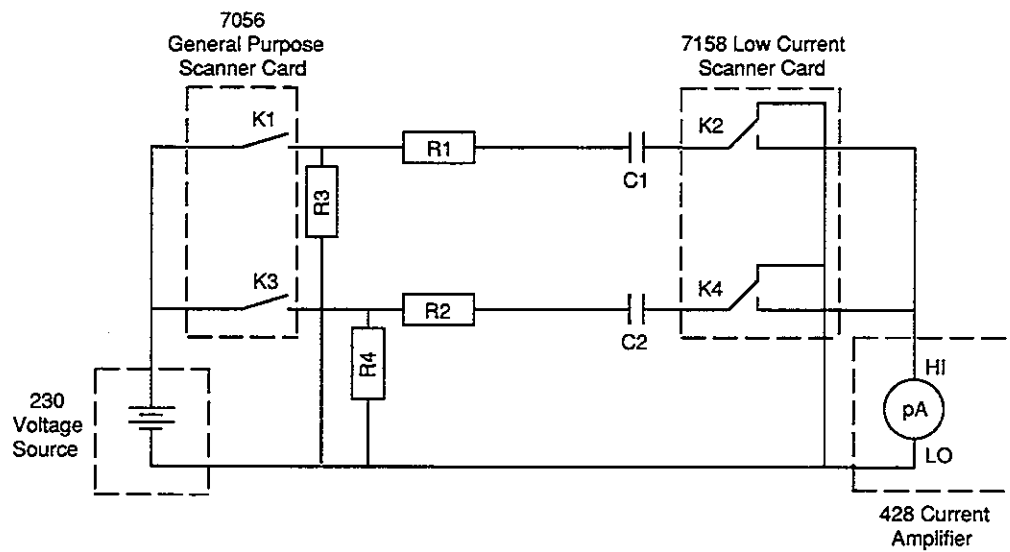 7056
General Purpose
Scanner Card
7158 Low Current
Scanner Card
K1
R1
C1
K2
R3
K3
R2
C2
K4
R4
230
Voltage
Source
HI
pA
LO
428 Current
Amplifier